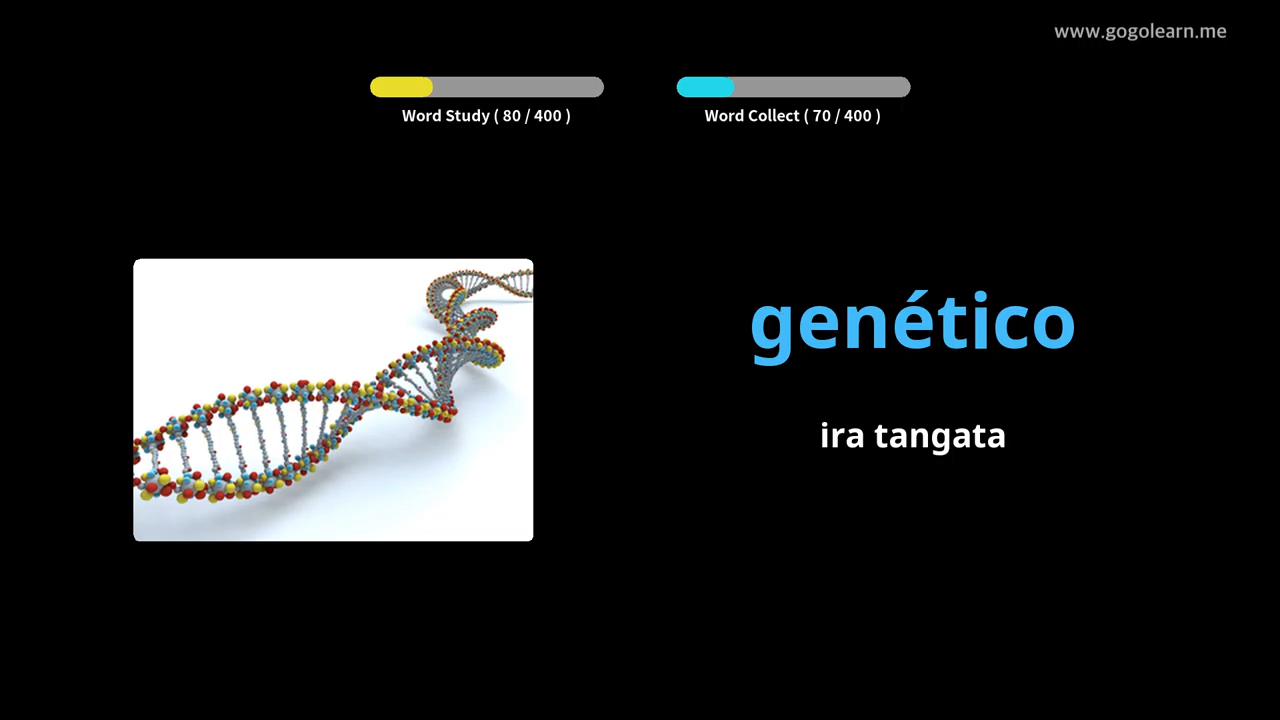 www.gogolearn.me
Word Study ( 80 / 400 )
Word Collect ( 70 / 400 )
genético
ira tangata